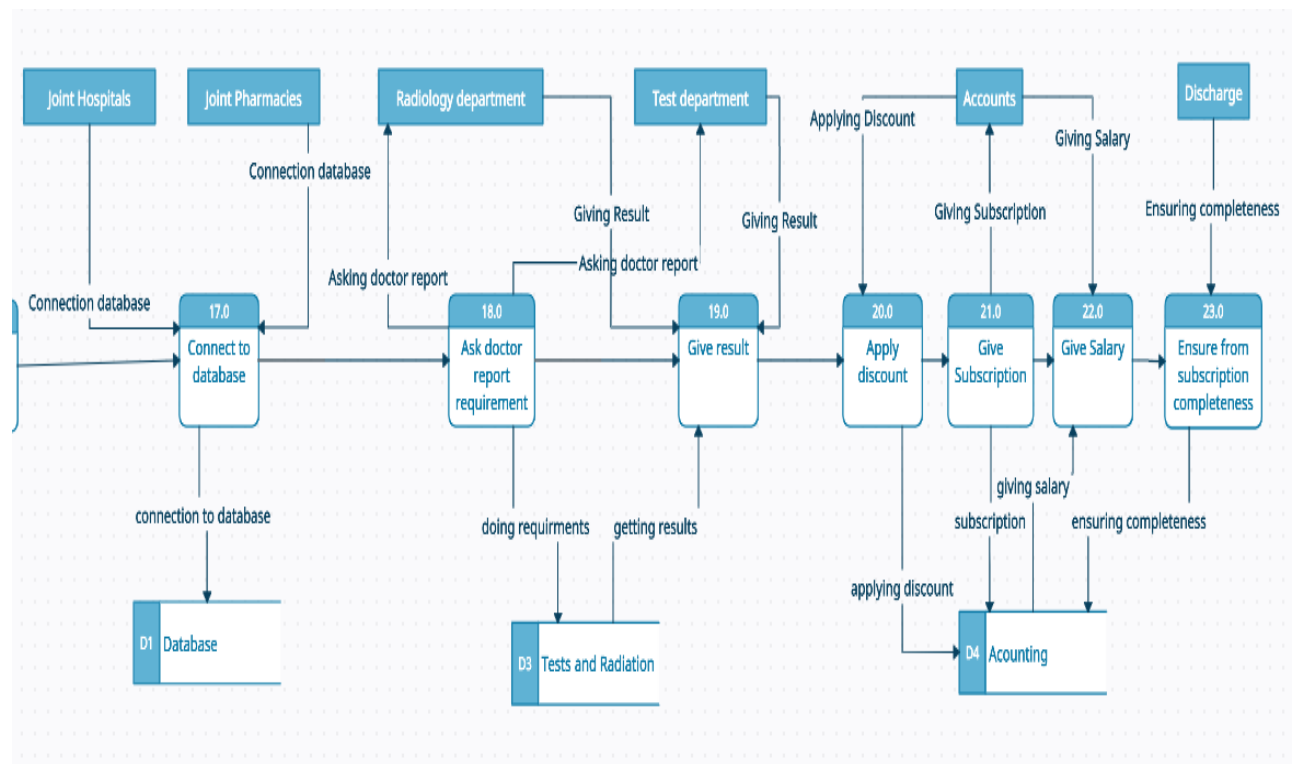 Joint Hospitals
Joint Pharmacies
Radiology department
Test department
Accounts
Discharge
Applying Discount
Giving Salary
Connection database
Giving Result
Giving Result
Giving Subscription
Ensuring completeness
Asking doctor report
Asking doctor report
Connection database
17.0
Connect to
database
18.0
Ask doctor
report
requirement
19.0
Give result
20.0
Apply
discount
21.0
Give
Subscription
22.0
Give Salary
23.0
Ensure from
subscription
completeness
connection to database
doing requirments
getting results
giving salary
subscription
ensuring completeness
applying discount
D1
Database
D3
Tests and Radiation
D4
Acounting